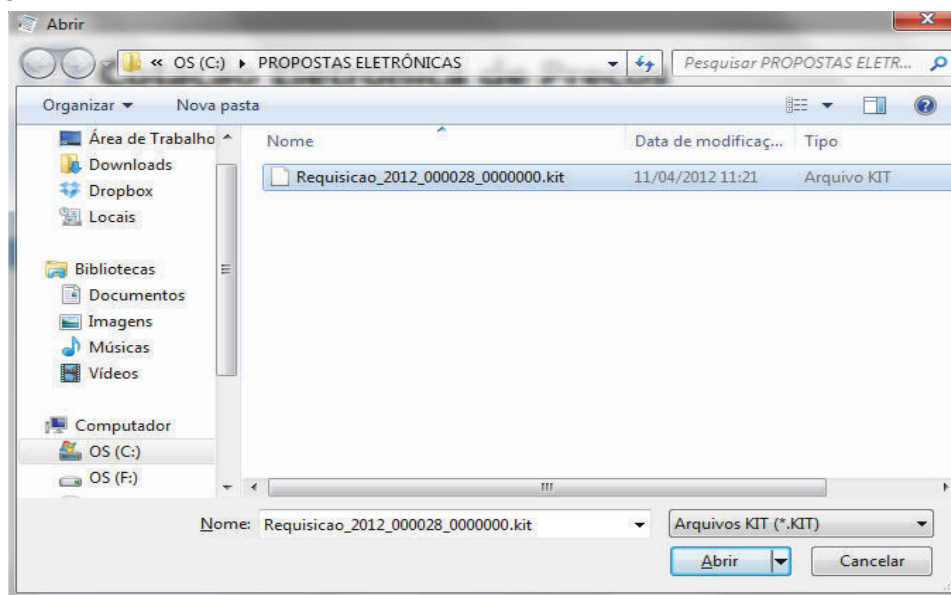 Abrir
« OS (C:) ▸ PROPOSTAS ELETRÔNICAS
Pesquisar PROPOSTAS ELETR...
Organizar
Nova pasta
Área de Trabalho
Downloads
Dropbox
Locais
Bibliotecas
Documentos
Imagens
Músicas
Vídeos
Computador
OS (C:)
OS (F:)
Nome Data de modificaç... Tipo
Requisicao_2012_000028_0000000.kit 11/04/2012 11:21 Arquivo KIT
Nome: Requisicao_2012_000028_0000000.kit
Arquivos KIT (*.KIT)
Abrir
Cancelar